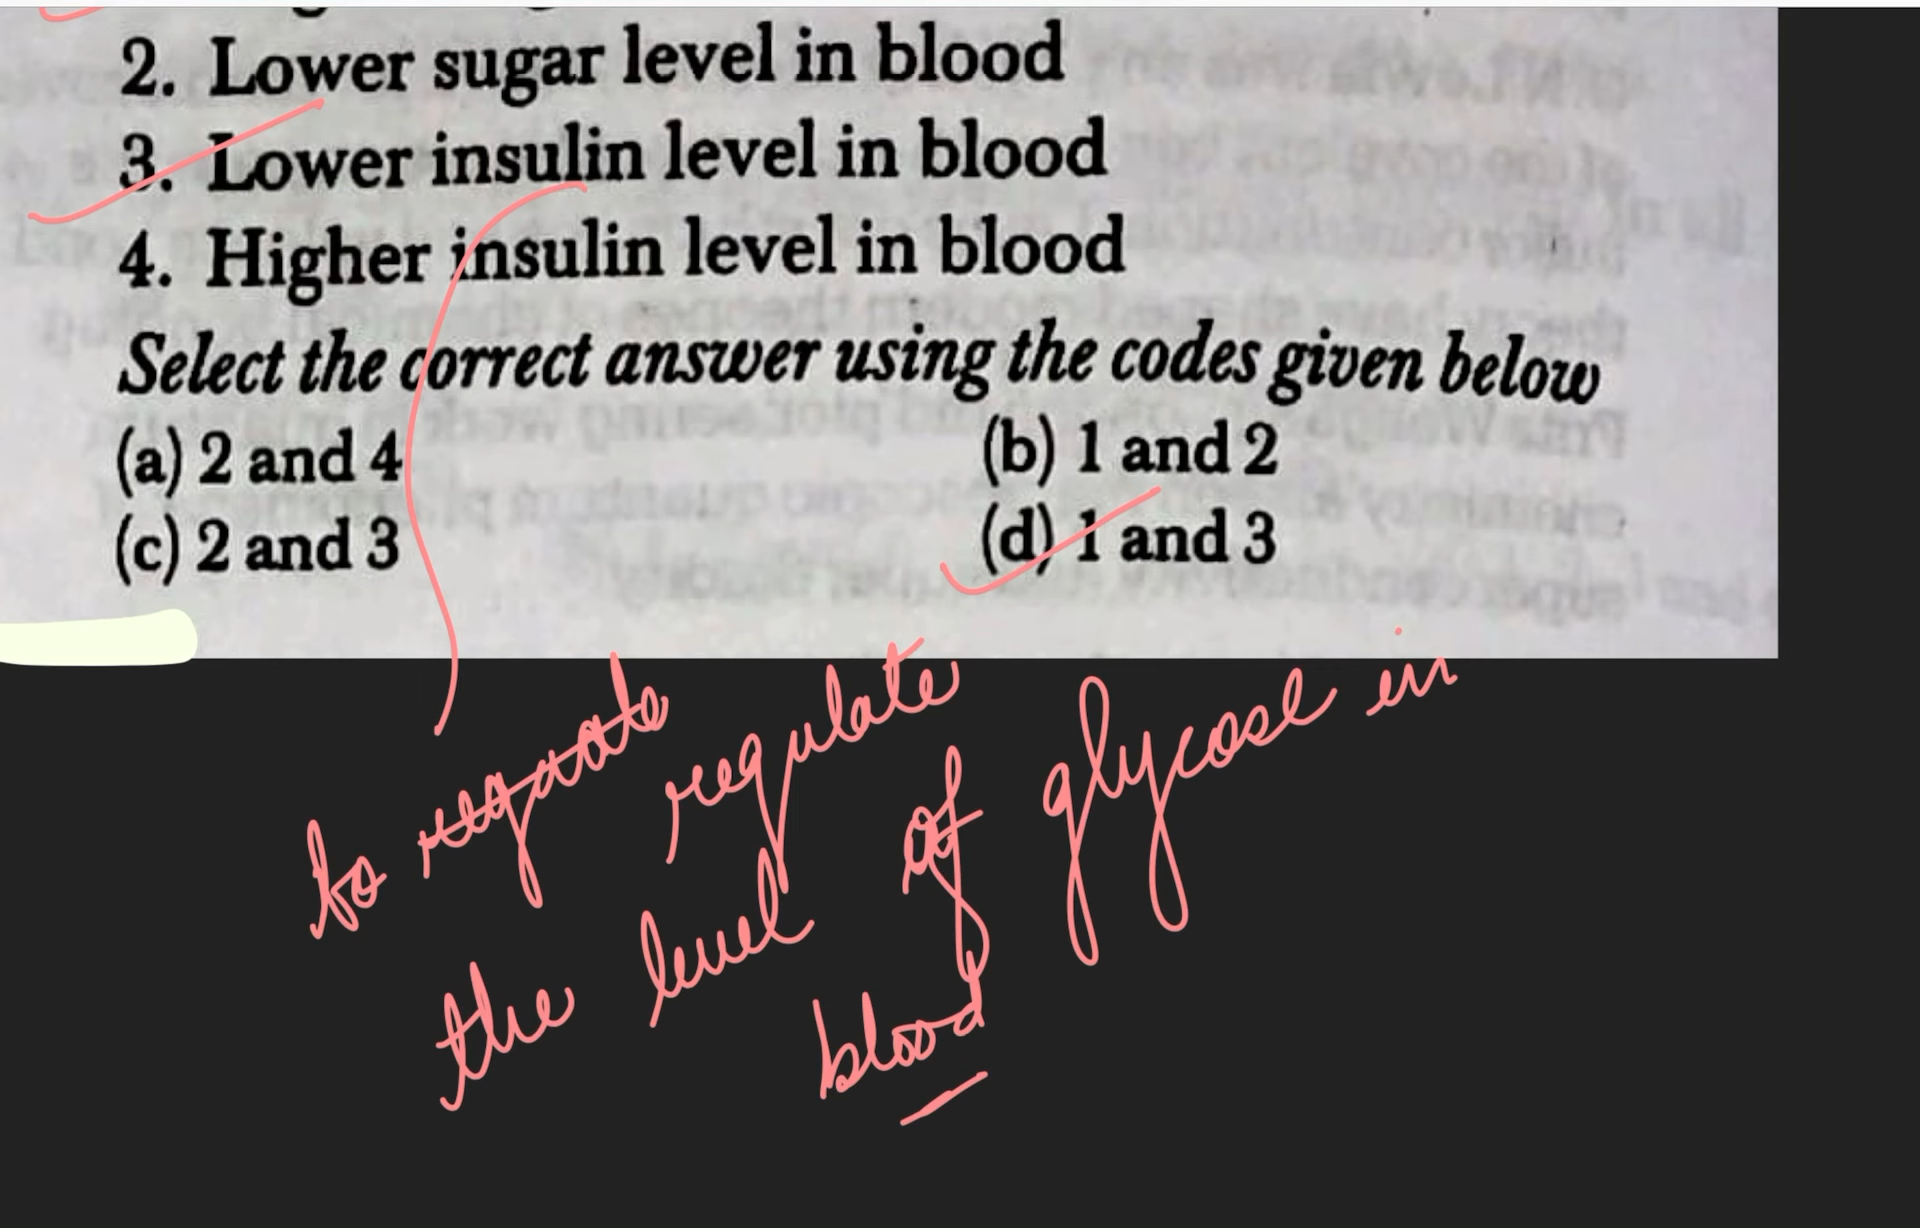 2. Lower sugar level in blood
3. Lower insulin level in blood
4. Higher insulin level in blood
Select the correct answer using the codes given below
(a) 2 and 4 (b) 1 and 2
(c) 2 and 3 (d) 1 and 3
to regulate
the level of glycose in
blood